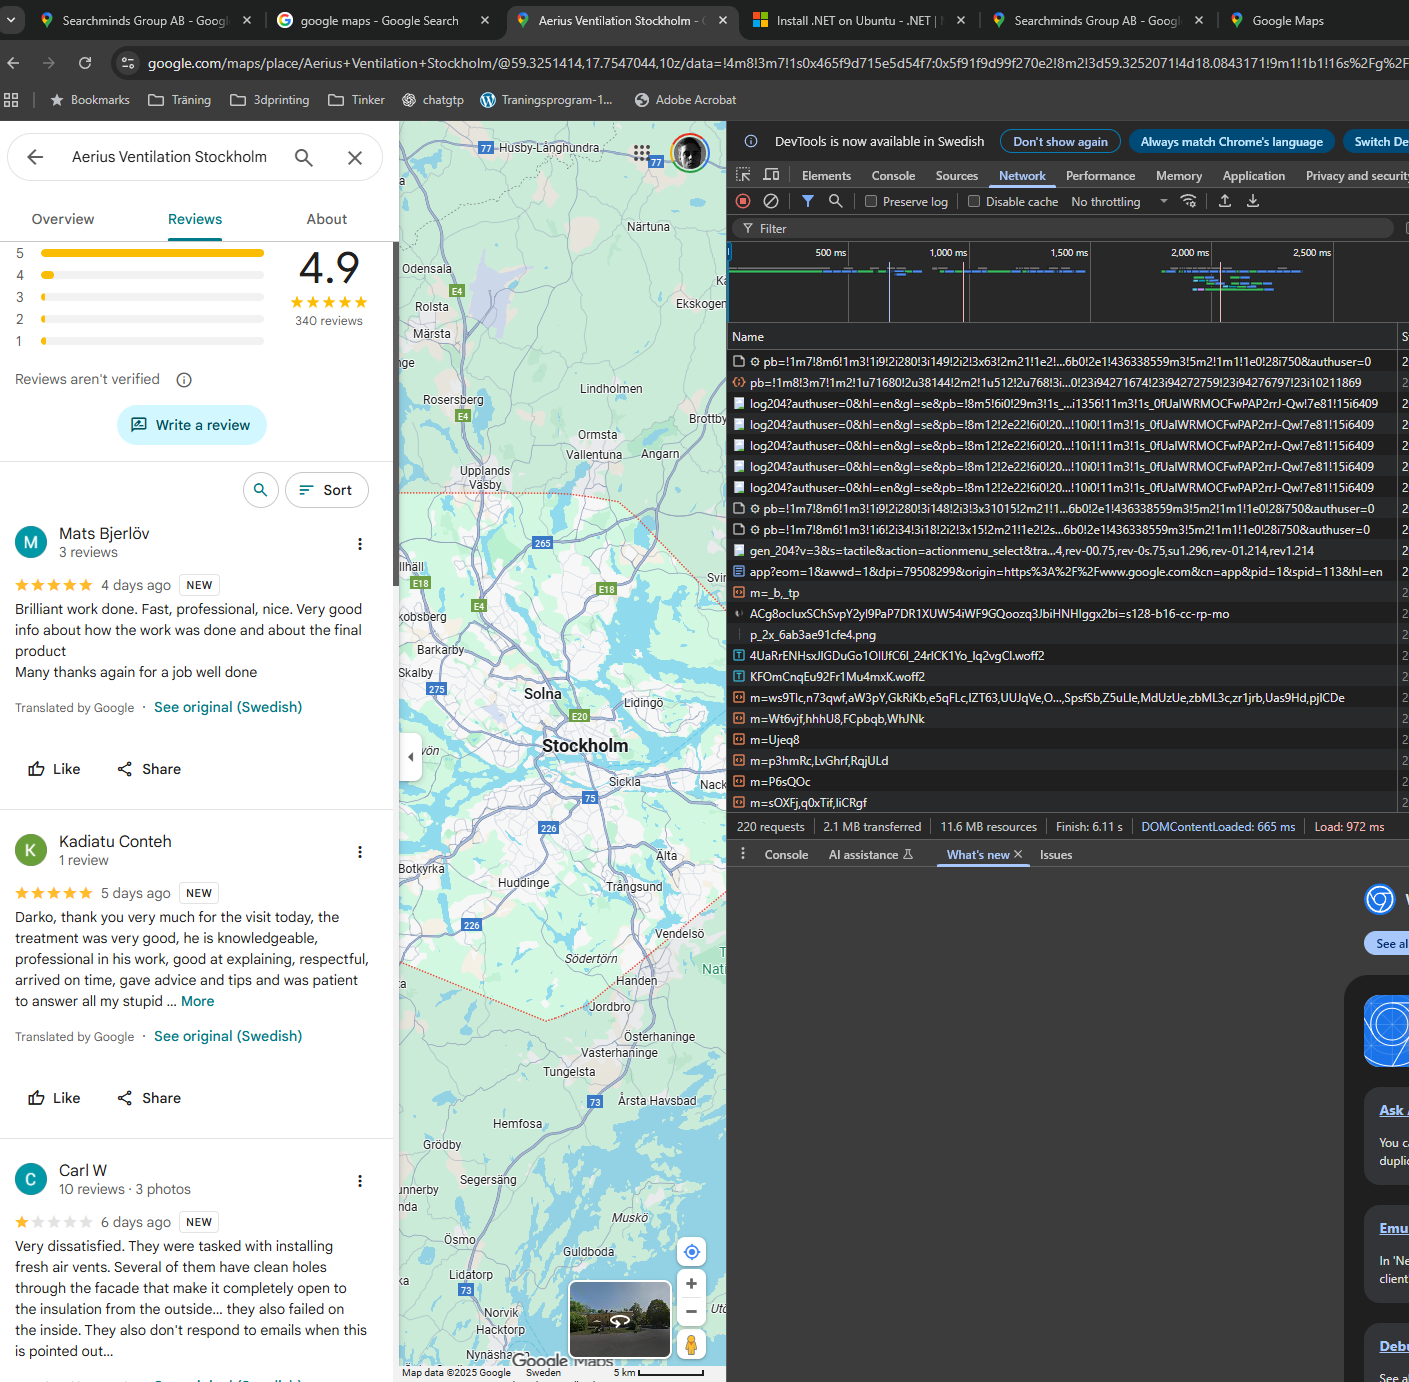 Searchminds Group AB - Googl
google maps - Google Search
Aerius Ventilation Stockholm -
Install .NET on Ubuntu - .NET |
Searchminds Group AB - Googl
Google Maps
google.com/maps/place/Aerius+Ventilation+Stockholm/@59.3251414,17.7547044,10z/data=!4m8!3m7!1s0x465f9d715e5d54f7:0x5f91f9d99f270e2!8m2!3d59.3252071!4d18.0843171!9m1!1b1!16s%2Fg%2F
Bookmarks
Träning
3dprinting
Tinker
chatgtp
Traningsprogram-1...
Adobe Acrobat
Aerius Ventilation Stockholm
Overview
Reviews
About
5
4
3
2
1
4.9
340 reviews
Reviews aren't verified
Write a review
Sort
M
Mats Bjerlöv
3 reviews
4 days ago
NEW
Brilliant work done. Fast, professional, nice. Very good
info about how the work was done and about the final
product
Many thanks again for a job well done
Translated by Google · See original (Swedish)
Like
Share
K
Kadiatu Conteh
1 review
5 days ago
NEW
Darko, thank you very much for the visit today, the
treatment was very good, he is knowledgeable,
professional in his work, good at explaining, respectful,
arrived on time, gave advice and tips and was patient
to answer all my stupid ... More
Translated by Google · See original (Swedish)
Like
Share
C
Carl W
10 reviews · 3 photos
6 days ago
NEW
Very dissatisfied. They were tasked with installing
fresh air vents. Several of them have clean holes
through the facade that make it completely open to
the insulation from the outside... they also failed on
the inside. They also don't respond to emails when this
is pointed out...
77
Husby-Långhundra
77
Närtuna
Odensala
E4
Rolsta
Ekskogen
Märsta
Lindholmen
Rosersberg
E4
Brottby
Ormsta
Vallentuna
Angarn
Upplands
Väsby
265
E18
E18
E4
Barkarby
Skälby
275
Solna
Lidingö
E20
Stockholm
Sickla
75
226
Älta
Botkyrka
Huddinge
Trångsund
226
Vendelsö
Södertörn
Handen
Jordbro
Österhaninge
Västerhaninge
Tungelsta
73
Årsta Havsbad
Hemfosa
Grödby
Segersäng
Muskö
Ösmo
Guldboda
Lidatorp
73
Norvik
Hacktorp
Google Maps
Map data ©2025 Google
Sweden
5 km
DevTools is now available in Swedish
Don't show again
Always match Chrome's language
Switch De
Elements
Console
Sources
Network
Performance
Memory
Application
Privacy and security
Preserve log
Disable cache
No throttling
Filter
500 ms
1,000 ms
1,500 ms
2,000 ms
2,500 ms
Name
pb=!1m7!8m6!1m3!1i9!2i280!3i149!2i2!3x63!2m21!1e2!...6b0!2e1!436338559m3!5m2!1m1!1e0!28i750&authuser=0
pb=!1m8!3m7!1m2!1u71680!2u38144!2m2!1u512!2u768!3i...0!23i94271674!23i94272759!23i94276797!23i10211869
log204?authuser=0&hl=en&gl=se&pb=!8m5!6i0!29m3!1s_...i1356!11m3!1s_0fUaIWRMOCFwPAP2rrJ-Qw!7e81!15i6409
log204?authuser=0&hl=en&gl=se&pb=!8m12!2e22!6i0!20...!10i0!11m3!1s_0fUaIWRMOCFwPAP2rrJ-Qw!7e81!15i6409
log204?authuser=0&hl=en&gl=se&pb=!8m12!2e22!6i0!20...!10i1!11m3!1s_0fUaIWRMOCFwPAP2rrJ-Qw!7e81!15i6409
log204?authuser=0&hl=en&gl=se&pb=!8m12!2e22!6i0!20...!10i0!11m3!1s_0fUaIWRMOCFwPAP2rrJ-Qw!7e81!15i6409
log204?authuser=0&hl=en&gl=se&pb=!8m12!2e22!6i0!20...!10i0!11m3!1s_0fUaIWRMOCFwPAP2rrJ-Qw!7e81!15i6409
pb=!1m7!8m6!1m3!1i9!2i280!3i148!2i3!3x31015!2m21!1...6b0!2e1!436338559m3!5m2!1m1!1e0!28i750&authuser=0
pb=!1m7!8m6!1m3!1i6!2i34!3i18!2i2!3x15!2m21!1e2!2s...6b0!2e1!436338559m3!5m2!1m1!1e0!28i750&authuser=0
gen_204?v=3&s=tactile&action=actionmenu_select&tra...4,rev-00.75,rev-0s.75,su1.296,rev-01.214,rev1.214
app?eom=1&awwd=1&dpi=79508299&origin=https%3A%2F%2Fwww.google.com&cn=app&pid=1&spid=113&hl=en
m=_b,_tp
ACg8ocIuxSChSvpY2yl9PaP7DR1XUW54iWF9GQoozq3JbiHNHIggx2bi=s128-b16-cc-rp-mo
p_2x_6ab3ae91cfe4.png
4UaRrENHsxJlGDuGo1OIlJfC6l_24rlCK1Yo_Iq2vgCI.woff2
KFOmCnqEu92Fr1Mu4mxK.woff2
m=ws9Tlc,n73qwf,aW3pY,GkRiKb,e5qFLc,IZT63,UUJqVe,O...,SpsfSb,Z5uLle,MdUzUe,zbML3c,zr1jrb,Uas9Hd,pjICDe
m=Wt6vjf,hhhU8,FCpbqb,WhJNk
m=Ujeq8
m=p3hmRc,LvGhrf,RqjULd
m=P6sQOc
m=sOXFj,q0xTif,liCRgf
220 requests
2.1 MB transferred
11.6 MB resources
Finish: 6.11 s
DOMContentLoaded: 665 ms
Load: 972 ms
Console
AI assistance
What's new
Issues
See al
Ask
You c
duplic
Emu
In 'Ne
client
Debu
See a